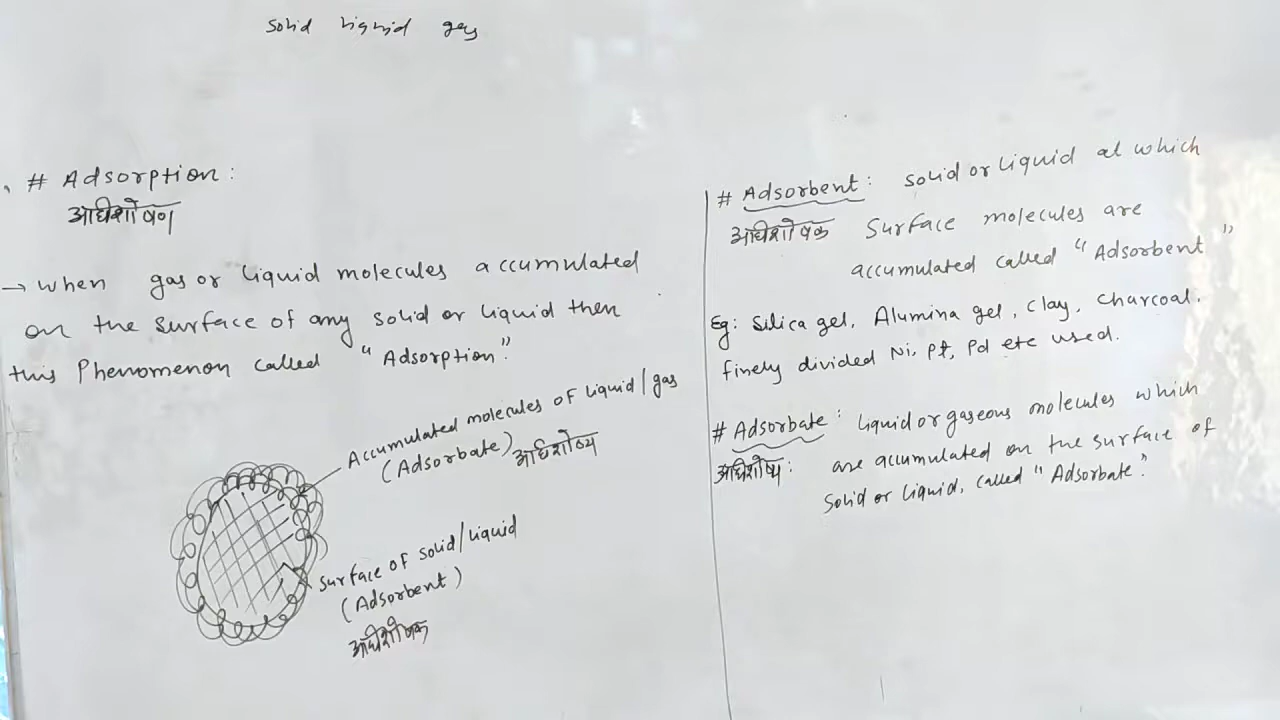 solid liquid gas
# Adsorption:
अधिशोषण
→ When gas or liquid molecules accumulated
on the surface of any solid or liquid then
this Phenomenon called "Adsorption."
Accumulated molecules of liquid/gas
(Adsorbate) अधिशोष्य
surface of solid/liquid
(Adsorbent)
अधिशोषक
# Adsorbent: solid or liquid at which
अधिशोषक Surface molecules are
accumulated called "Adsorbent"
Eg: Silica gel, Alumina gel, clay, charcoal,
finely divided Ni, Pt, Pd etc used.
# Adsorbate: liquid or gaseous molecules which
अधिशोष्य: are accumulated on the surface of
solid or liquid, called "Adsorbate."